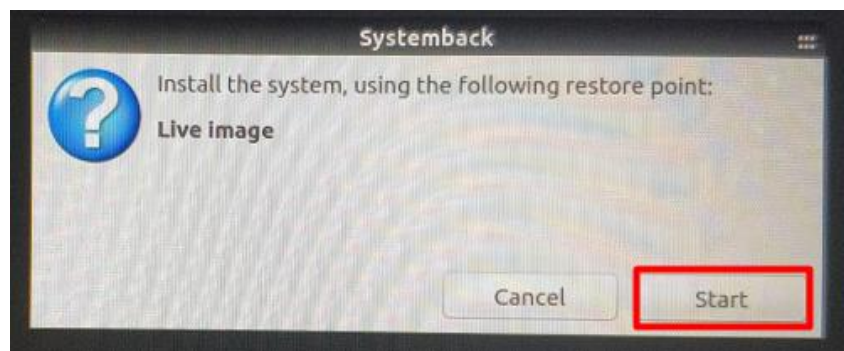 Systemback
Install the system, using the following restore point:
Live image
Cancel
Start